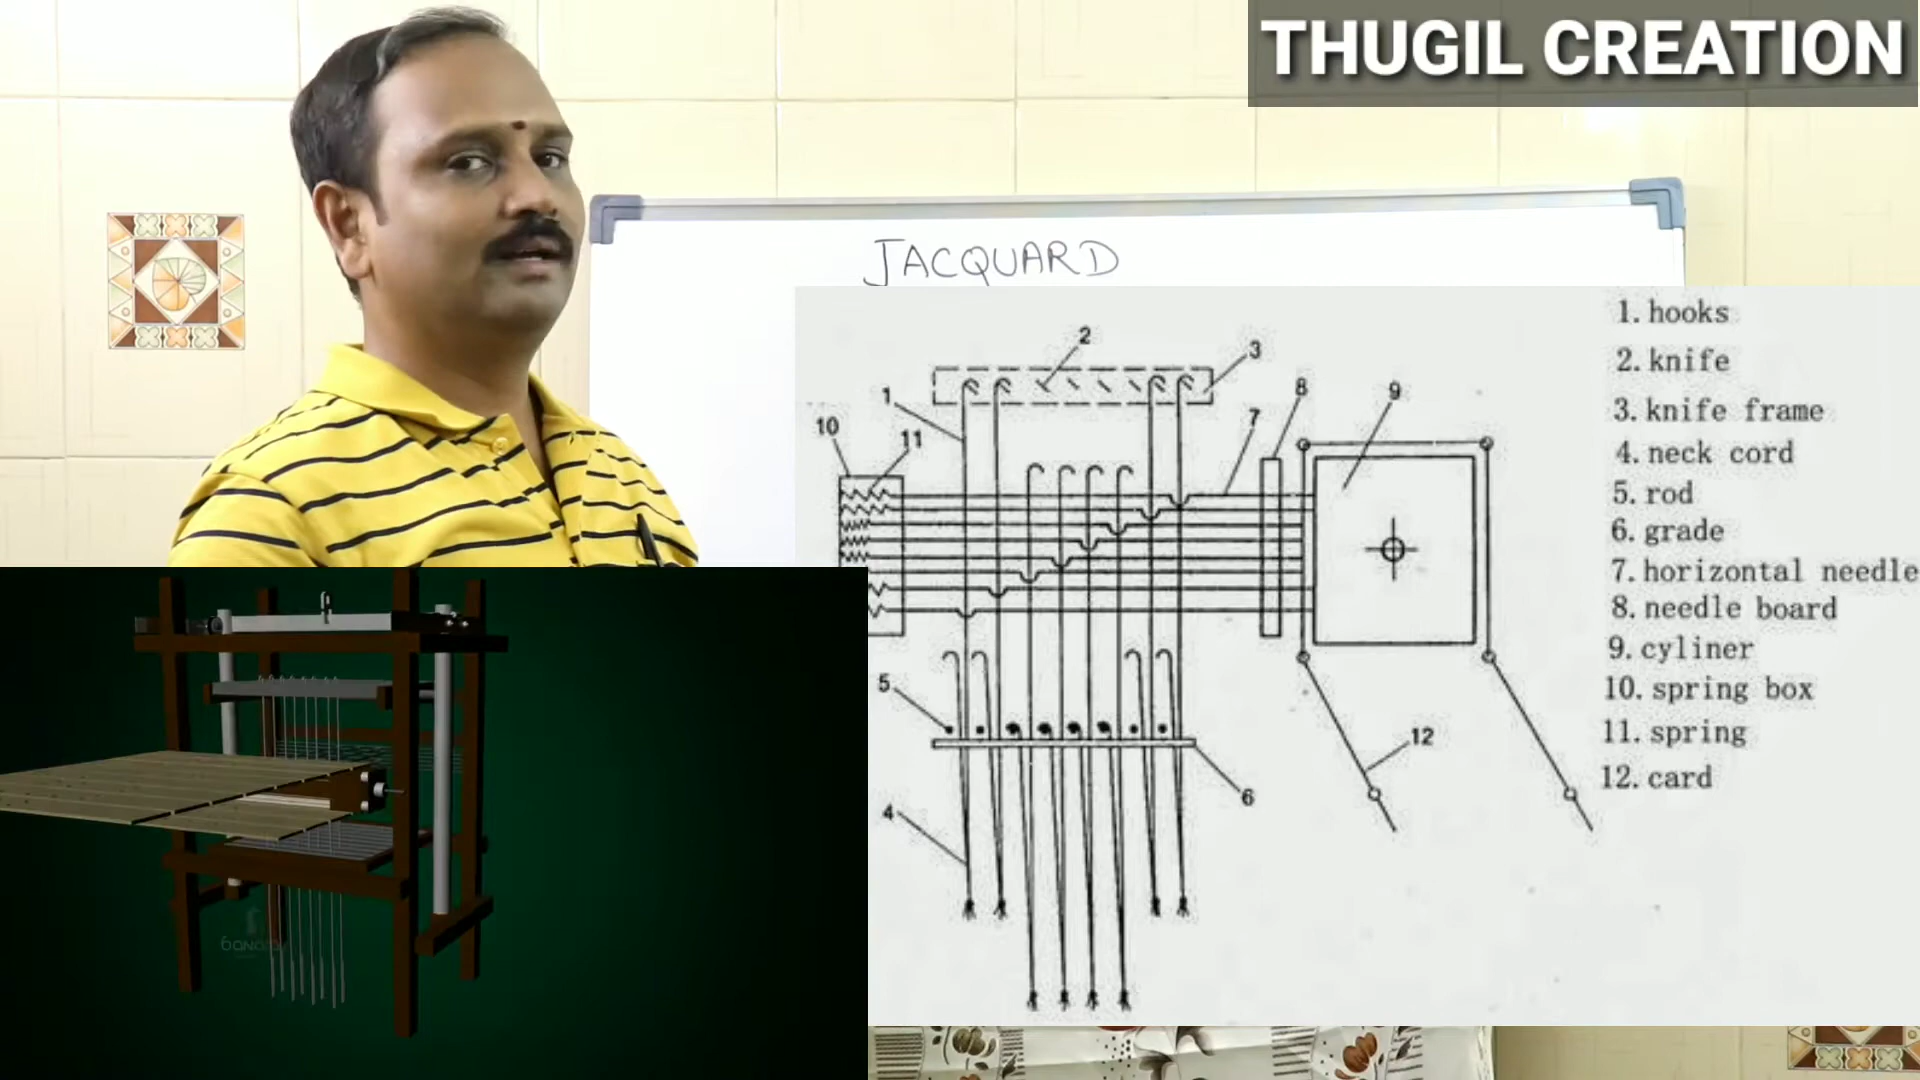 THUGIL CREATION
JACQUARD
1. hooks
2. knife
3. knife frame
4. neck cord
5. rod
6. grade
7. horizontal needle
8. needle board
9. cyliner
10. spring box
11. spring
12. card
2
3
1
8
9
7
10
11
5
12
6
4